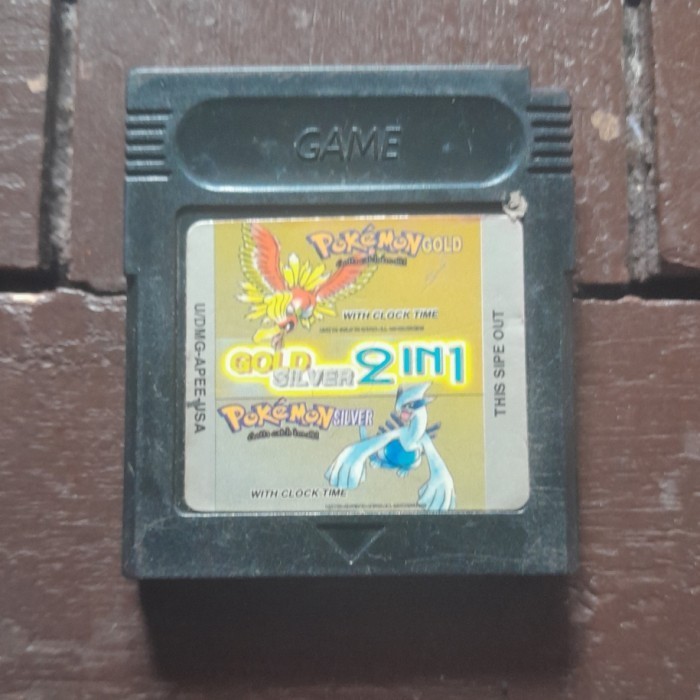 GAME
POKéMON GOLD
WITH CLOCK TIME
GOLD
SILVER
2 IN 1
POKéMON SILVER
WITH CLOCK TIME
U/DMG-APEE-USA
THIS SIPE OUT